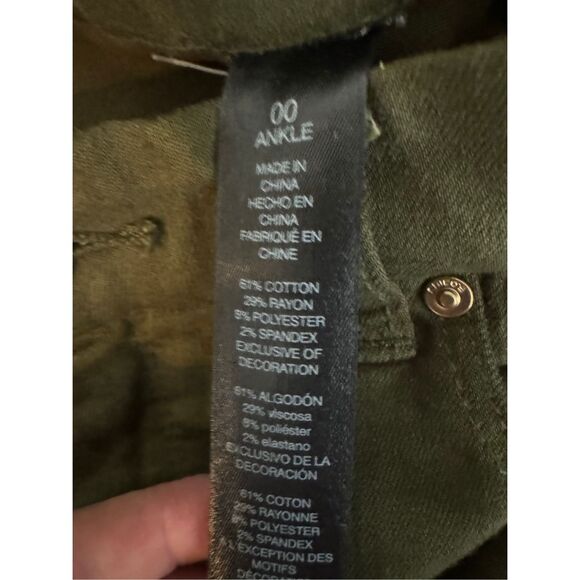 00
ANKLE
MADE IN
CHINA
HECHO EN
CHINA
FABRIQUÉ EN
CHINE
61% COTTON
29% RAYON
8% POLYESTER
2% SPANDEX
EXCLUSIVE OF
DECORATION
61% ALGODÓN
29% viscosa
8% poliéster
2% elastano
EXCLUSIVO DE LA
DECORACIÓN
61% COTON
29% RAYONNE
8% POLYESTER
2% SPANDEX
A L'EXCEPTION DES
MOTIFS